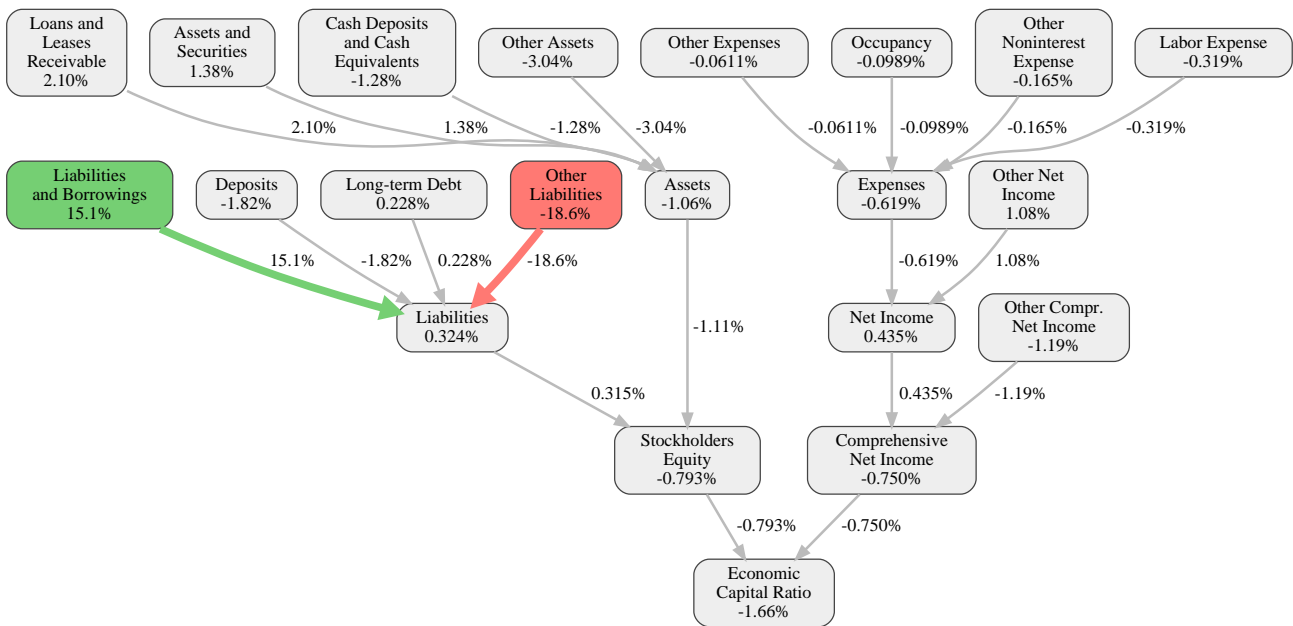 Loans and
Leases
Receivable
2.10%
Assets and
Securities
1.38%
Cash Deposits
and Cash
Equivalents
-1.28%
Other Assets
-3.04%
Other Expenses
-0.0611%
Occupancy
-0.0989%
Other
Noninterest
Expense
-0.165%
Labor Expense
-0.319%
2.10%
1.38%
-1.28%
-3.04%
-0.0611%
-0.0989%
-0.165%
-0.319%
Liabilities
and Borrowings
15.1%
Deposits
-1.82%
Long-term Debt
0.228%
Other
Liabilities
-18.6%
Assets
-1.06%
Expenses
-0.619%
Other Net
Income
1.08%
15.1%
-1.82%
0.228%
-18.6%
-0.619%
1.08%
Liabilities
0.324%
-1.11%
Net Income
0.435%
Other Compr.
Net Income
-1.19%
0.315%
0.435%
-1.19%
Stockholders
Equity
-0.793%
Comprehensive
Net Income
-0.750%
-0.793%
-0.750%
Economic
Capital Ratio
-1.66%